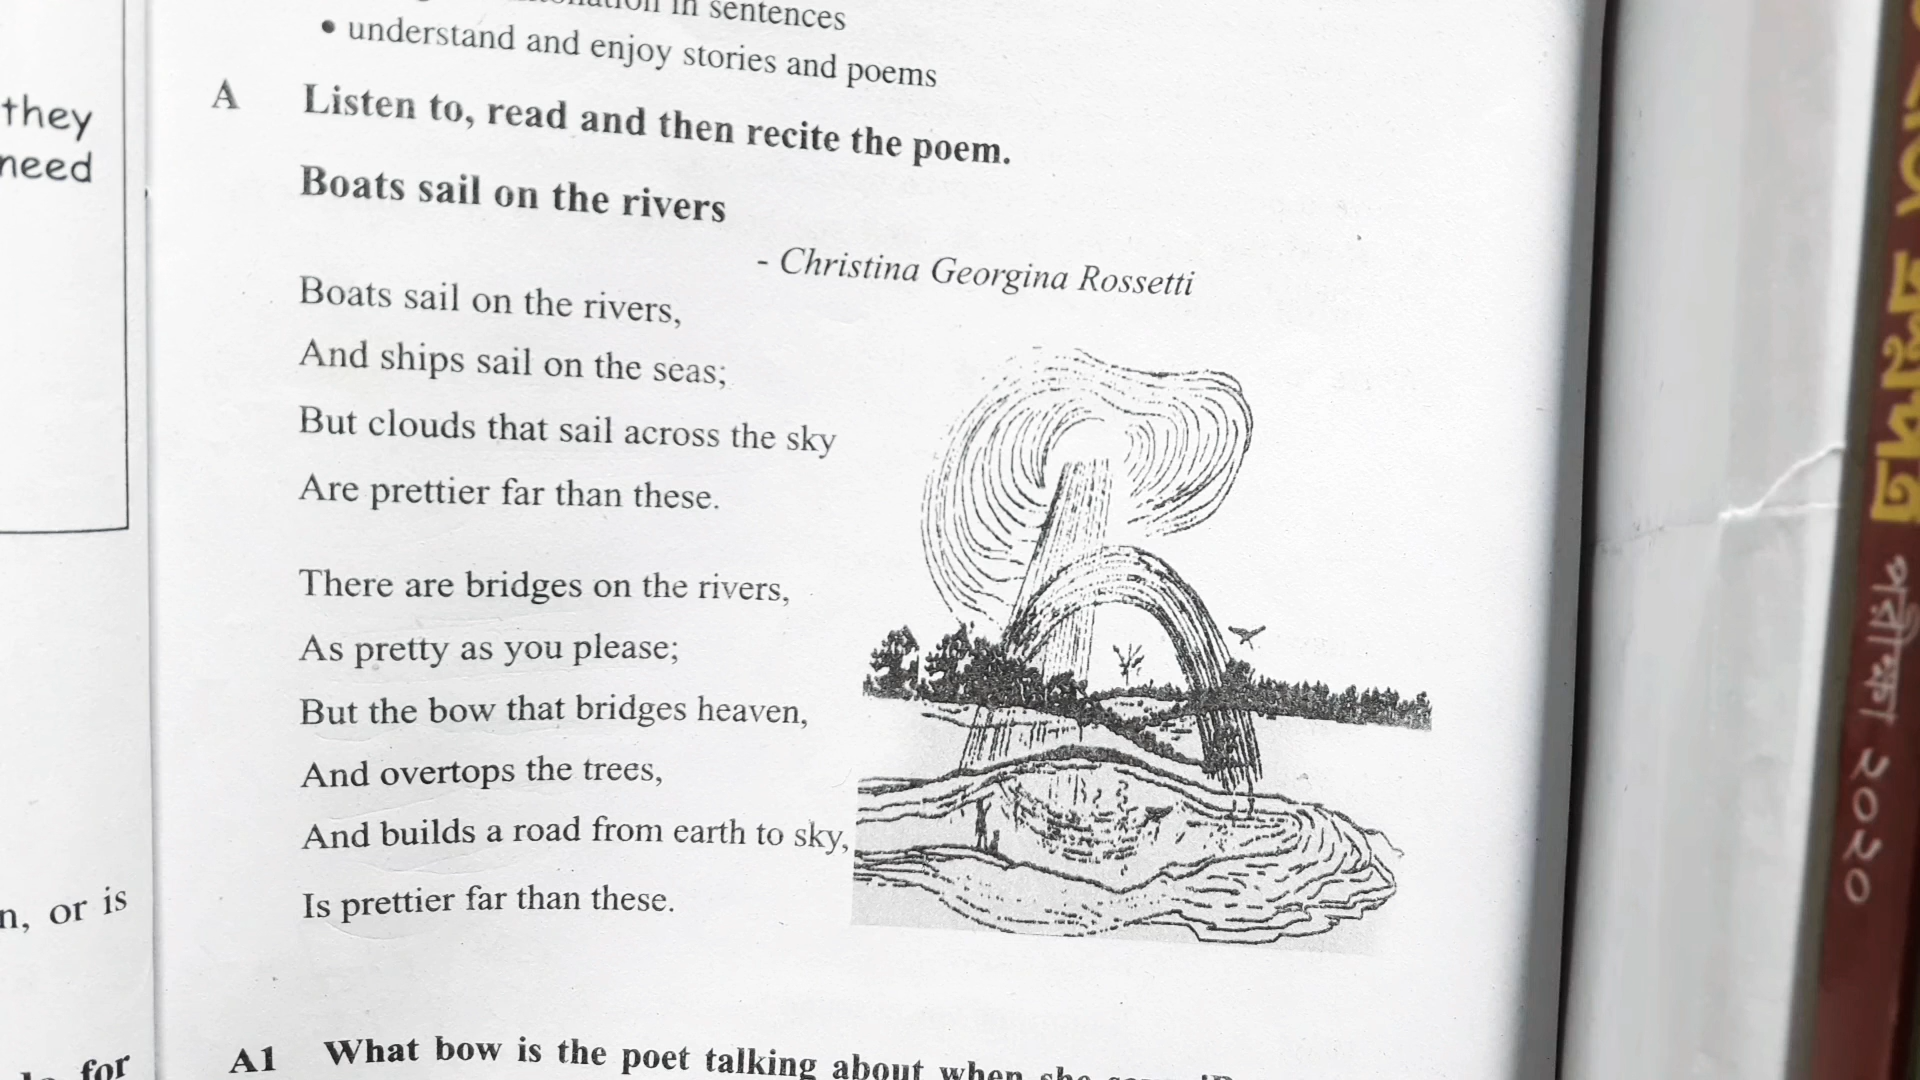 in sentences
• understand and enjoy stories and poems
A Listen to, read and then recite the poem.
Boats sail on the rivers
- Christina Georgina Rossetti
Boats sail on the rivers,
And ships sail on the seas;
But clouds that sail across the sky
Are prettier far than these.
There are bridges on the rivers,
As pretty as you please;
But the bow that bridges heaven,
And overtops the trees,
And builds a road from earth to sky,
Is prettier far than these.
A1 What bow is the poet talking about when she
they
need
or is
for
পরীক্ষা ২০২০